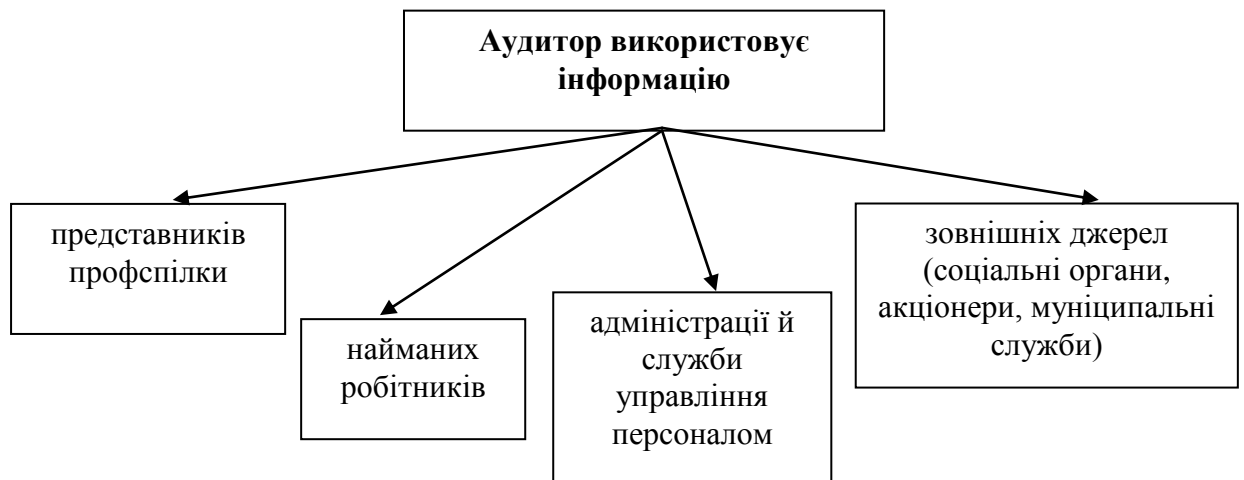 Аудитор використовує
інформацію
представників
профспілки
найманих
робітників
адміністрації й
служби
управління
персоналом
зовнішніх джерел
(соціальні органи,
акціонери, муніципальні
служби)